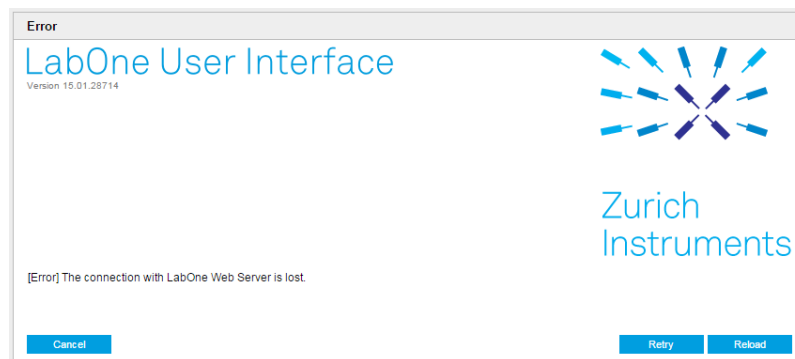 Error
LabOne User Interface
Version 15.01.28714
Zurich
Instruments
[Error] The connection with LabOne Web Server is lost.
Cancel
Retry
Reload